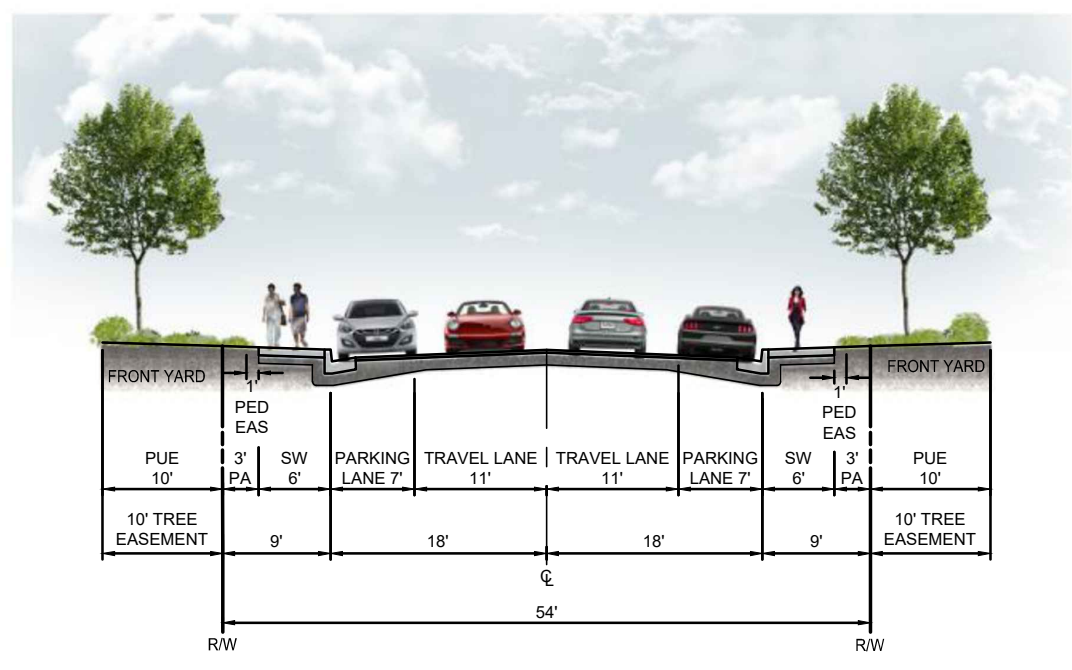 FRONT YARD
FRONT YARD
1'
PED
EAS
1'
PED
EAS
PUE
10'
3'
PA
SW
6'
PARKING
LANE 7'
TRAVEL LANE
11'
TRAVEL LANE
11'
PARKING
LANE 7'
SW
6'
3'
PA
PUE
10'
10' TREE
EASEMENT
9'
18'
18'
9'
10' TREE
EASEMENT
℄
54'
R/W
R/W